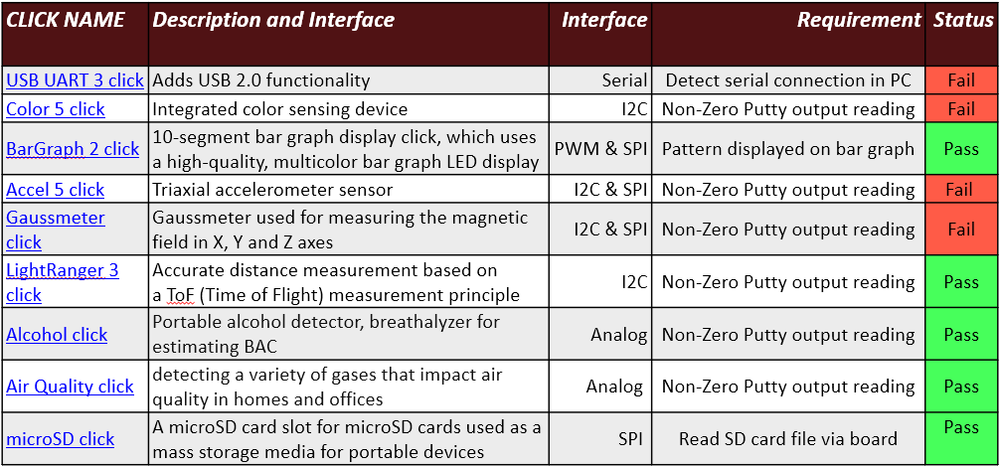 CLICK NAME Description and Interface Interface Requirement Status
USB UART 3 click Adds USB 2.0 functionality Serial Detect serial connection in PC Fail
Color 5 click Integrated color sensing device I2C Non-Zero Putty output reading Fail
BarGraph 2 click 10-segment bar graph display click, which uses
a high-quality, multicolor bar graph LED display PWM & SPI Pattern displayed on bar graph Pass
Accel 5 click Triaxial accelerometer sensor I2C & SPI Non-Zero Putty output reading Fail
Gaussmeter
click Gaussmeter used for measuring the magnetic
field in X, Y and Z axes I2C & SPI Non-Zero Putty output reading Fail
LightRanger 3
click Accurate distance measurement based on
a ToF (Time of Flight) measurement principle I2C Non-Zero Putty output reading Pass
Alcohol click Portable alcohol detector, breathalyzer for
estimating BAC Analog Non-Zero Putty output reading Pass
Air Quality click detecting a variety of gases that impact air
quality in homes and offices Analog Non-Zero Putty output reading Pass
microSD click A microSD card slot for microSD cards used as a
mass storage media for portable devices SPI Read SD card file via board Pass